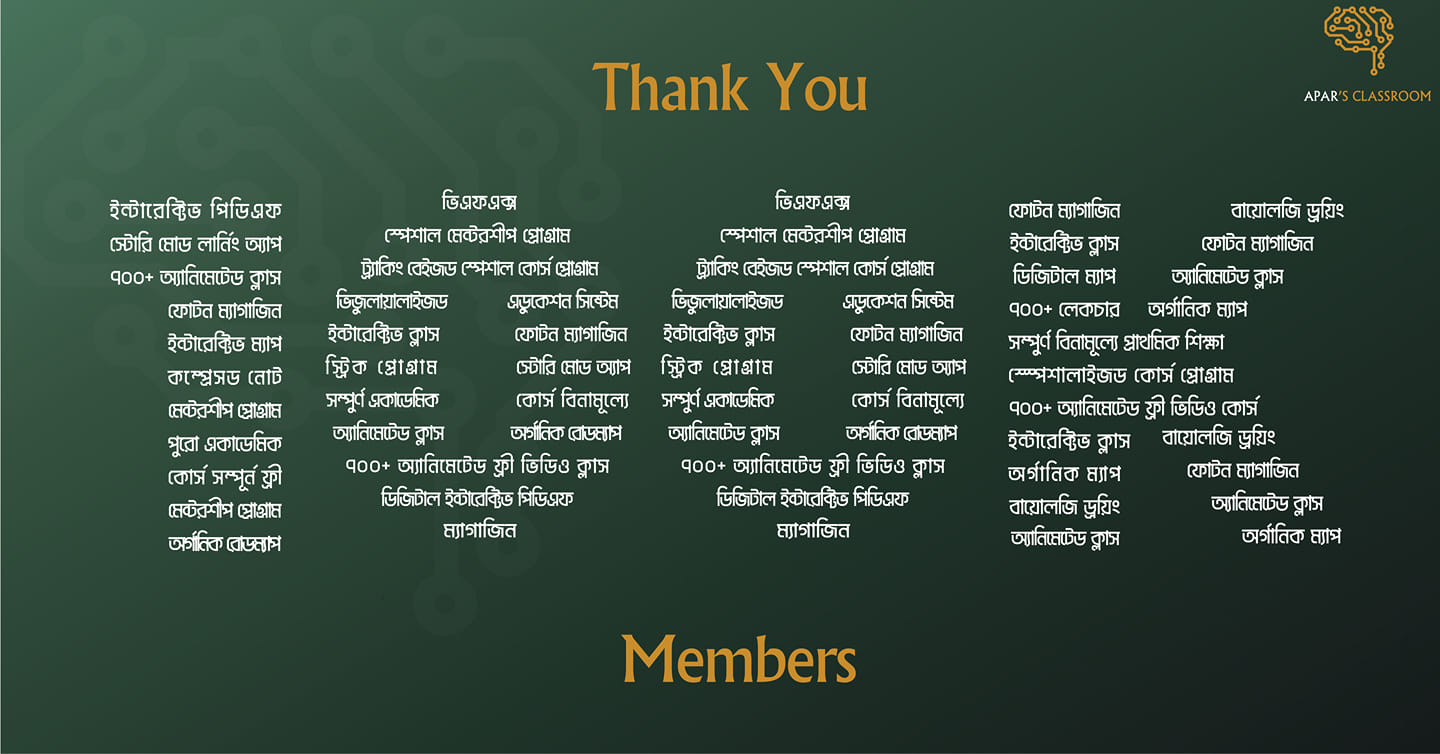 Thank You
APAR'S CLASSROOM
ইন্টারেক্টিভ পিডিএফ
স্টোরি মোড লার্নিং অ্যাপ
৭০০+ অ্যানিমেটেড ক্লাস
ফোটন ম্যাগাজিন
ইন্টারেক্টিভ ম্যাপ
কম্প্রেসড নোট
মেন্টরশীপ প্রোগ্রাম
পুরো একাডেমিক
কোর্স সম্পূর্ন ফ্রী
মেন্টরশীপ প্রোগ্রাম
অর্গানিক রোডম্যাপ
ভিএফএক্স
স্পেশাল মেন্টরশীপ প্রোগ্রাম
ট্র্যাকিং বেইজড স্পেশাল কোর্স প্রোগ্রাম
ভিজুলায়ালাইজড এডুকেশন সিষ্টেম
ইন্টারেক্টিভ ক্লাস ফোটন ম্যাগাজিন
স্ট্রিক প্রোগ্রাম স্টোরি মোড অ্যাপ
সম্পুর্ণ একাডেমিক কোর্স বিনামূল্যে
অ্যানিমেটেড ক্লাস অর্গানিক রোডম্যাপ
৭০০+ অ্যানিমেটেড ফ্রী ভিডিও ক্লাস
ডিজিটাল ইন্টারেক্টিভ পিডিএফ
ম্যাগাজিন
ভিএফএক্স
স্পেশাল মেন্টরশীপ প্রোগ্রাম
ট্র্যাকিং বেইজড স্পেশাল কোর্স প্রোগ্রাম
ভিজুলায়ালাইজড এডুকেশন সিষ্টেম
ইন্টারেক্টিভ ক্লাস ফোটন ম্যাগাজিন
স্ট্রিক প্রোগ্রাম স্টোরি মোড অ্যাপ
সম্পুর্ণ একাডেমিক কোর্স বিনামূল্যে
অ্যানিমেটেড ক্লাস অর্গানিক রোডম্যাপ
৭০০+ অ্যানিমেটেড ফ্রী ভিডিও ক্লাস
ডিজিটাল ইন্টারেক্টিভ পিডিএফ
ম্যাগাজিন
ফোটন ম্যাগাজিন বায়োলজি ড্রয়িং
ইন্টারেক্টিভ ক্লাস ফোটন ম্যাগাজিন
ডিজিটাল ম্যাপ অ্যানিমেটেড ক্লাস
৭০০+ লেকচার অর্গানিক ম্যাপ
সম্পুর্ণ বিনামূল্যে প্রাথমিক শিক্ষা
স্স্পেশালাইজড কোর্স প্রোগ্রাম
৭০০+ অ্যানিমেটেড ফ্রী ভিডিও কোর্স
ইন্টারেক্টিভ ক্লাস বায়োলজি ড্রয়িং
অর্গানিক ম্যাপ ফোটন ম্যাগাজিন
বায়োলজি ড্রয়িং অ্যানিমেটেড ক্লাস
অ্যানিমেটেড ক্লাস অর্গানিক ম্যাপ
Members